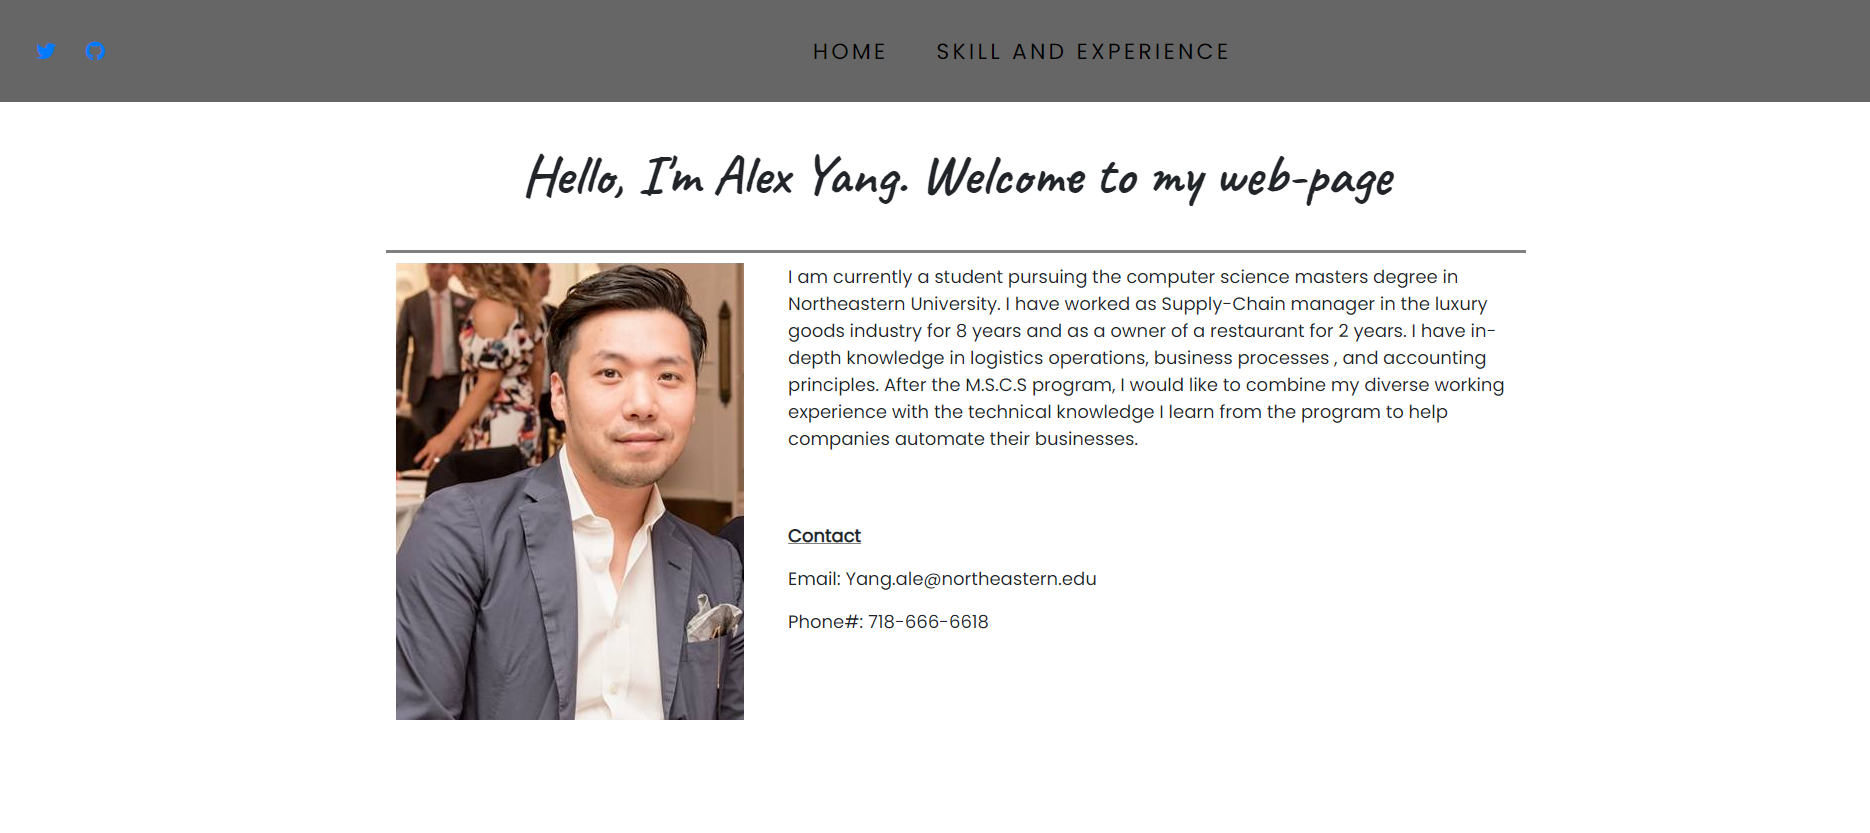 HOME SKILL AND EXPERIENCE
Hello, I'm Alex Yang. Welcome to my web-page
I am currently a student pursuing the computer science masters degree in
Northeastern University. I have worked as Supply-Chain manager in the luxury
goods industry for 8 years and as a owner of a restaurant for 2 years. I have in-
depth knowledge in logistics operations, business processes , and accounting
principles. After the M.S.C.S program, I would like to combine my diverse working
experience with the technical knowledge I learn from the program to help
companies automate their businesses.
Contact
Email: Yang.ale@northeastern.edu
Phone#: 718-666-6618